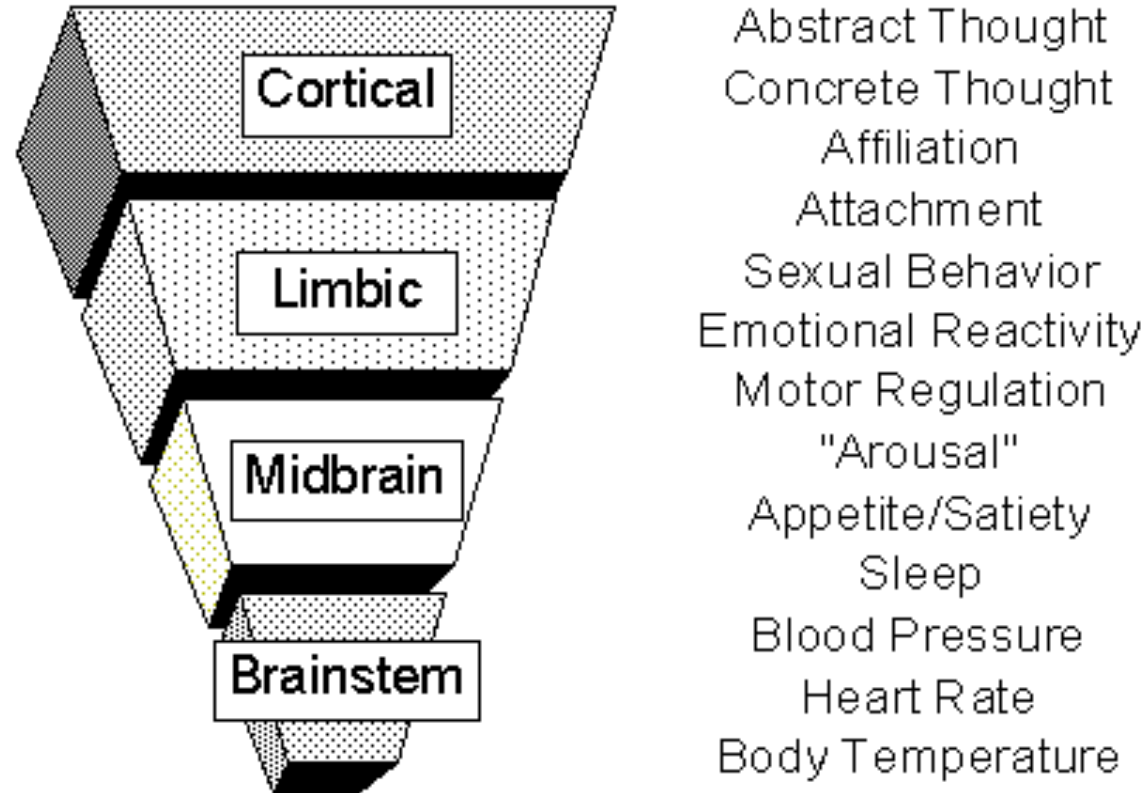 Cortical
Limbic
Midbrain
Brainstem
Abstract Thought
Concrete Thought
Affiliation
Attachment
Sexual Behavior
Emotional Reactivity
Motor Regulation
"Arousal"
Appetite/Satiety
Sleep
Blood Pressure
Heart Rate
Body Temperature